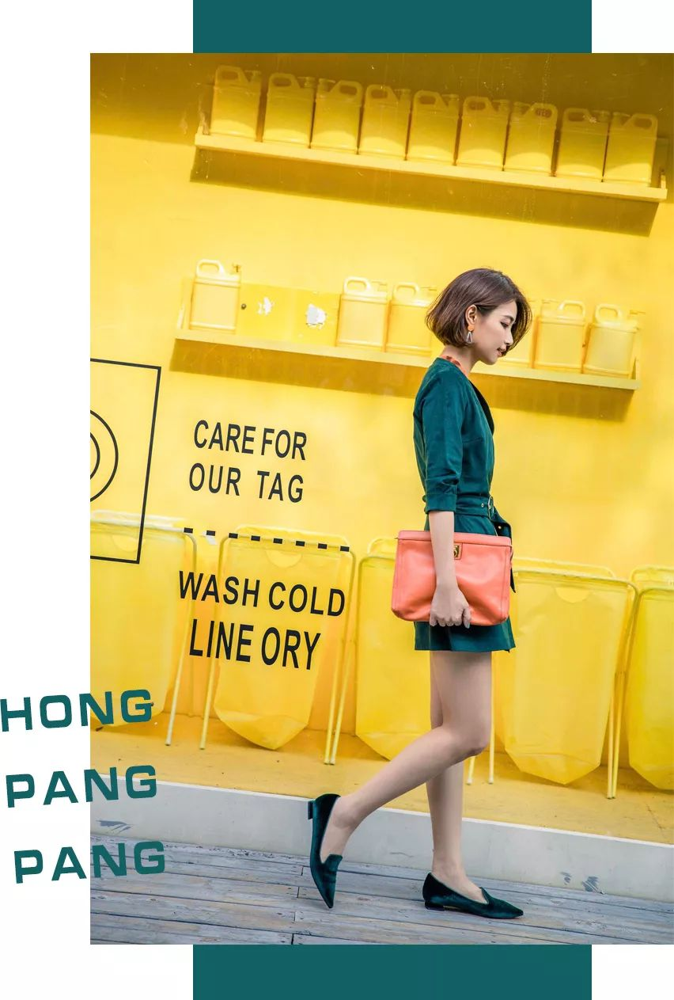 CARE FOR
OUR TAG
WASH COLD
LINE ORY
HONG
PANG
PANG